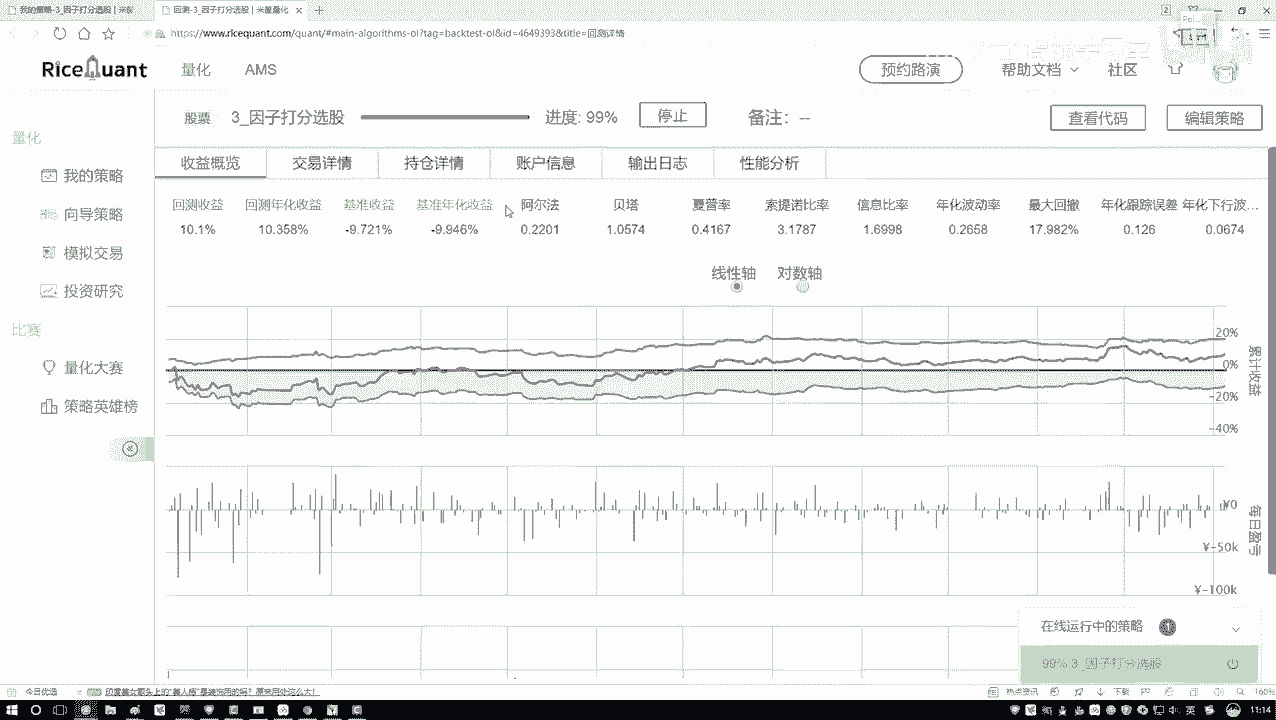 我的策略-3_因子打分选股 | 米筐
回测-3_因子打分选股 | 米筐量化
https://www.ricequant.com/quant/#main-algorithms-ol?tag=backtest-ol&id=4649393&title=回测详情
RiceQuant 量化 AMS 预约路演 帮助文档 社区
股票 3_因子打分选股 进度: 99% 停止 备注: -- 查看代码 编辑策略
量化
我的策略
向导策略
模拟交易
投资研究
比赛
量化大赛
策略英雄榜
收益概览 交易详情 持仓详情 账户信息 输出日志 性能分析
回测收益 回测年化收益 基准收益 基准年化收益 阿尔法 贝塔 夏普率 索提诺比率 信息比率 年化波动率 最大回撤 年化跟踪误差 年化下行波...
10.1% 10.358% -9.721% -9.946% 0.2201 1.0574 0.4167 3.1787 1.6998 0.2658 17.982% 0.126 0.0674
线性轴 对数轴
20%
0%
-20%
-40%
累计收益
¥0
¥-50k
¥-100k
每日盈亏
在线运行中的策略 1
99% 3_因子打分选股
今日优选
热点资讯 下载 160%
11:14